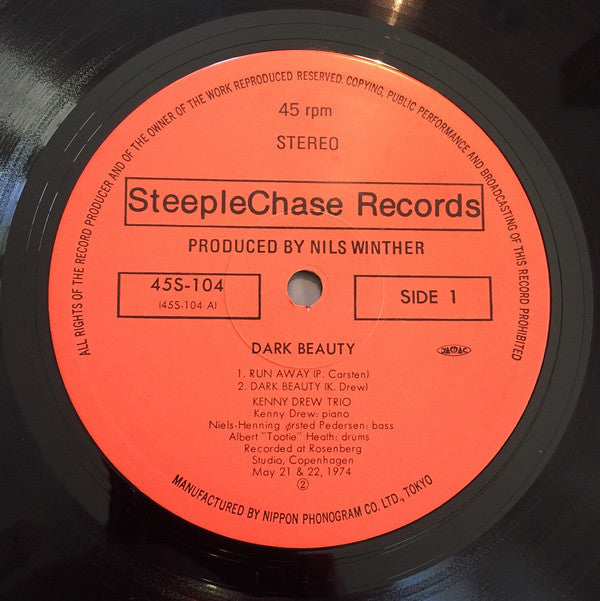 ALL RIGHTS OF THE RECORD PRODUCER AND OF THE OWNER OF THE WORK REPRODUCED RESERVED. COPYING, PUBLIC PERFORMANCE AND BROADCASTING OF THIS RECORD PROHIBITED
45 rpm
STEREO
SteepleChase Records
PRODUCED BY NILS WINTHER
45S-104
(45S-104 A)
SIDE 1
DARK BEAUTY
JASRAC
1. RUN AWAY (P. Carsten)
2. DARK BEAUTY (K. Drew)
KENNY DREW TRIO
Kenny Drew: piano
Niels-Henning Ørsted Pedersen: bass
Albert "Tootie" Heath: drums
Recorded at Rosenberg
Studio, Copenhagen
May 21 & 22, 1974
②
MANUFACTURED BY NIPPON PHONOGRAM CO. LTD., TOKYO